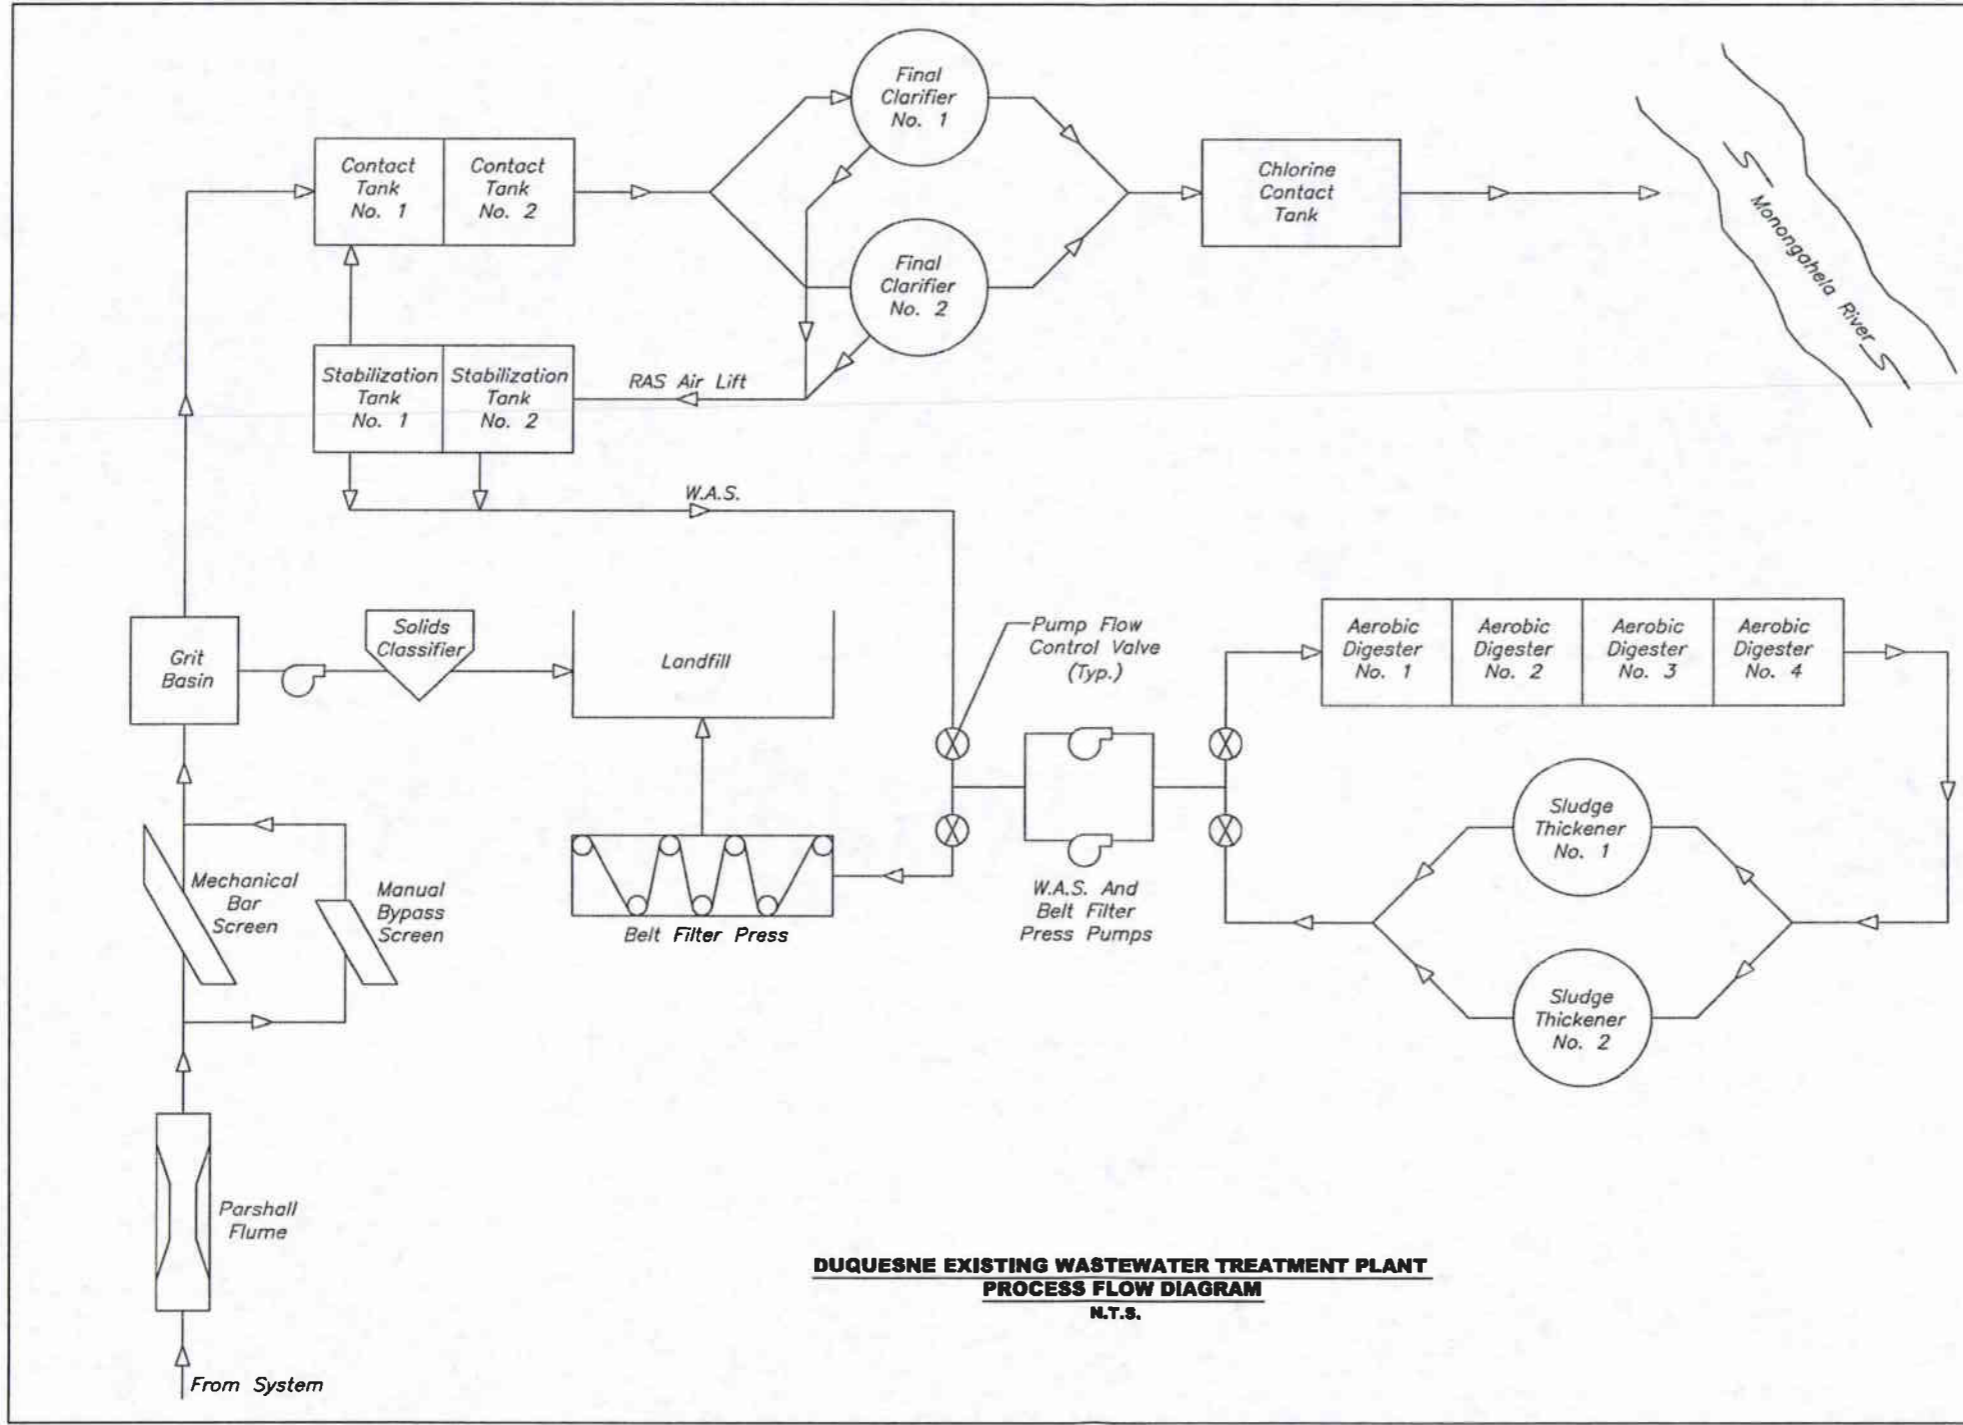 Final
Clarifier
No. 1
Contact
Tank
No. 1
Contact
Tank
No. 2
Chlorine
Contact
Tank
Final
Clarifier
No. 2
Monongahela River
Stabilization
Tank
No. 1
Stabilization
Tank
No. 2
RAS Air Lift
W.A.S.
Grit
Basin
Solids
Classifier
Landfill
Pump Flow
Control Valve
(Typ.)
Aerobic
Digester
No. 1
Aerobic
Digester
No. 2
Aerobic
Digester
No. 3
Aerobic
Digester
No. 4
Mechanical
Bar
Screen
Manual
Bypass
Screen
Belt Filter Press
W.A.S. And
Belt Filter
Press Pumps
Sludge
Thickener
No. 1
Sludge
Thickener
No. 2
Parshall
Flume
From System
DUQUESNE EXISTING WASTEWATER TREATMENT PLANT
PROCESS FLOW DIAGRAM
N.T.S.